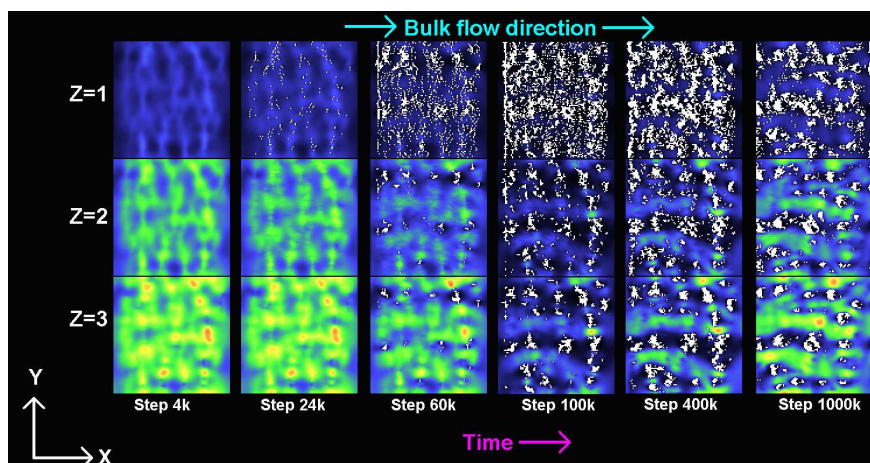 Bulk flow direction
Z=1
Z=2
Z=3
Y
Step 4k Step 24k Step 60k Step 100k Step 400k Step 1000k
X
Time